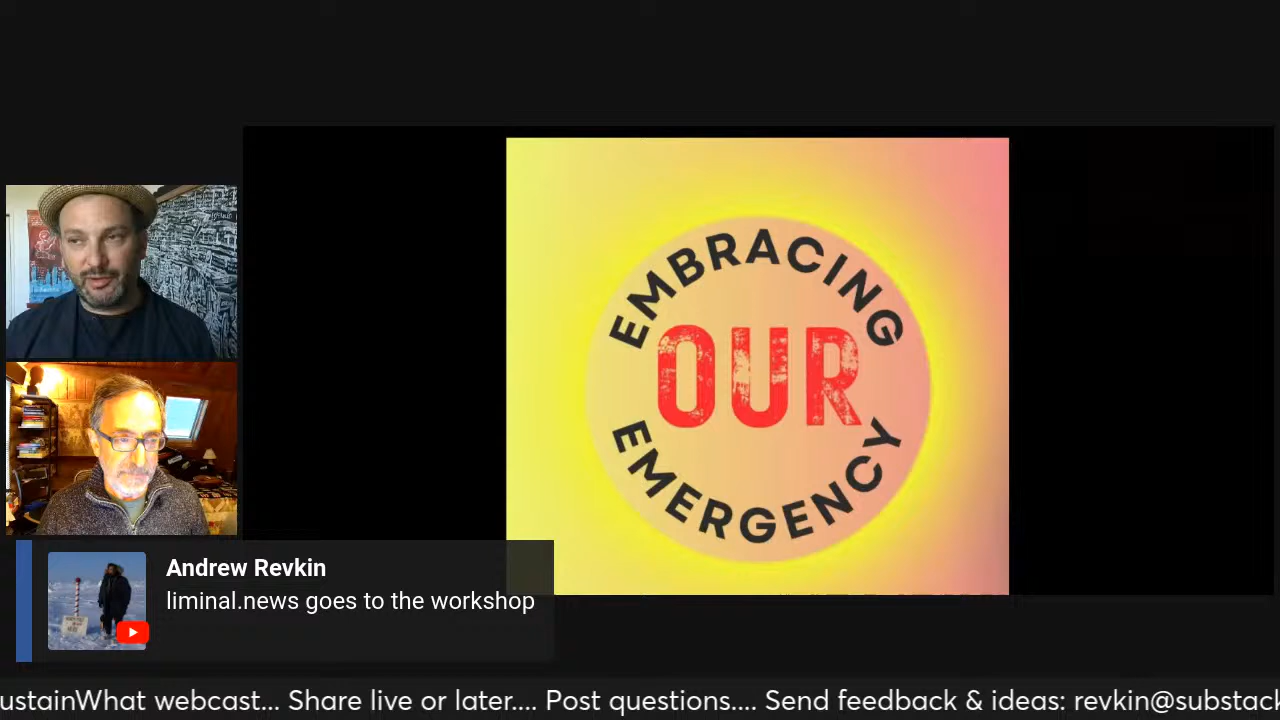 EMBRACING
OUR
EMERGENCY
Andrew Revkin
liminal.news goes to the workshop
ustainWhat webcast... Share live or later.... Post questions.... Send feedback & ideas: revkin@substack